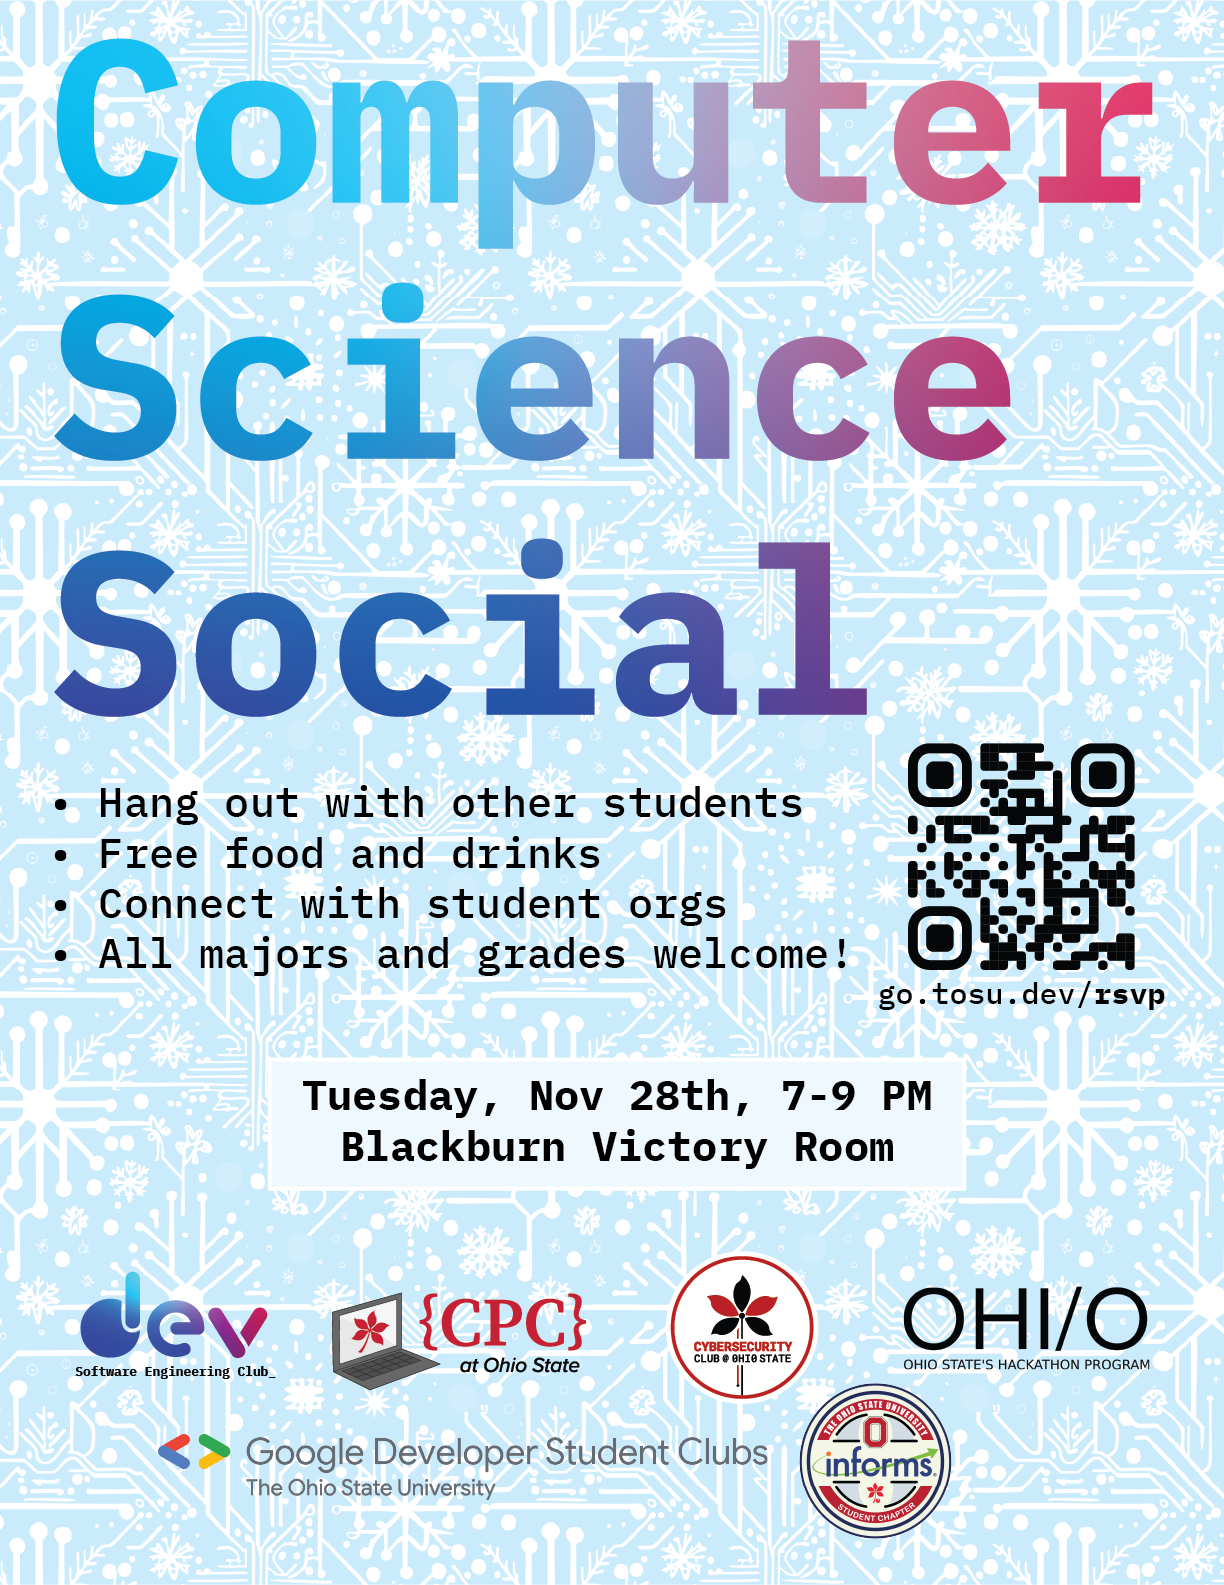 Computer
Science
Social
• Hang out with other students
• Free food and drinks
• Connect with student orgs
• All majors and grades welcome!
go.tosu.dev/rsvp
Tuesday, Nov 28th, 7-9 PM
Blackburn Victory Room
dev
Software Engineering Club_
{CPC}
at Ohio State
CYBERSECURITY
CLUB @ 0HI0 STATE
OHI/O
OHIO STATE'S HACKATHON PROGRAM
Google Developer Student Clubs
The Ohio State University
THE OHIO STATE UNIVERSITY
O
informs®
STUDENT CHAPTER